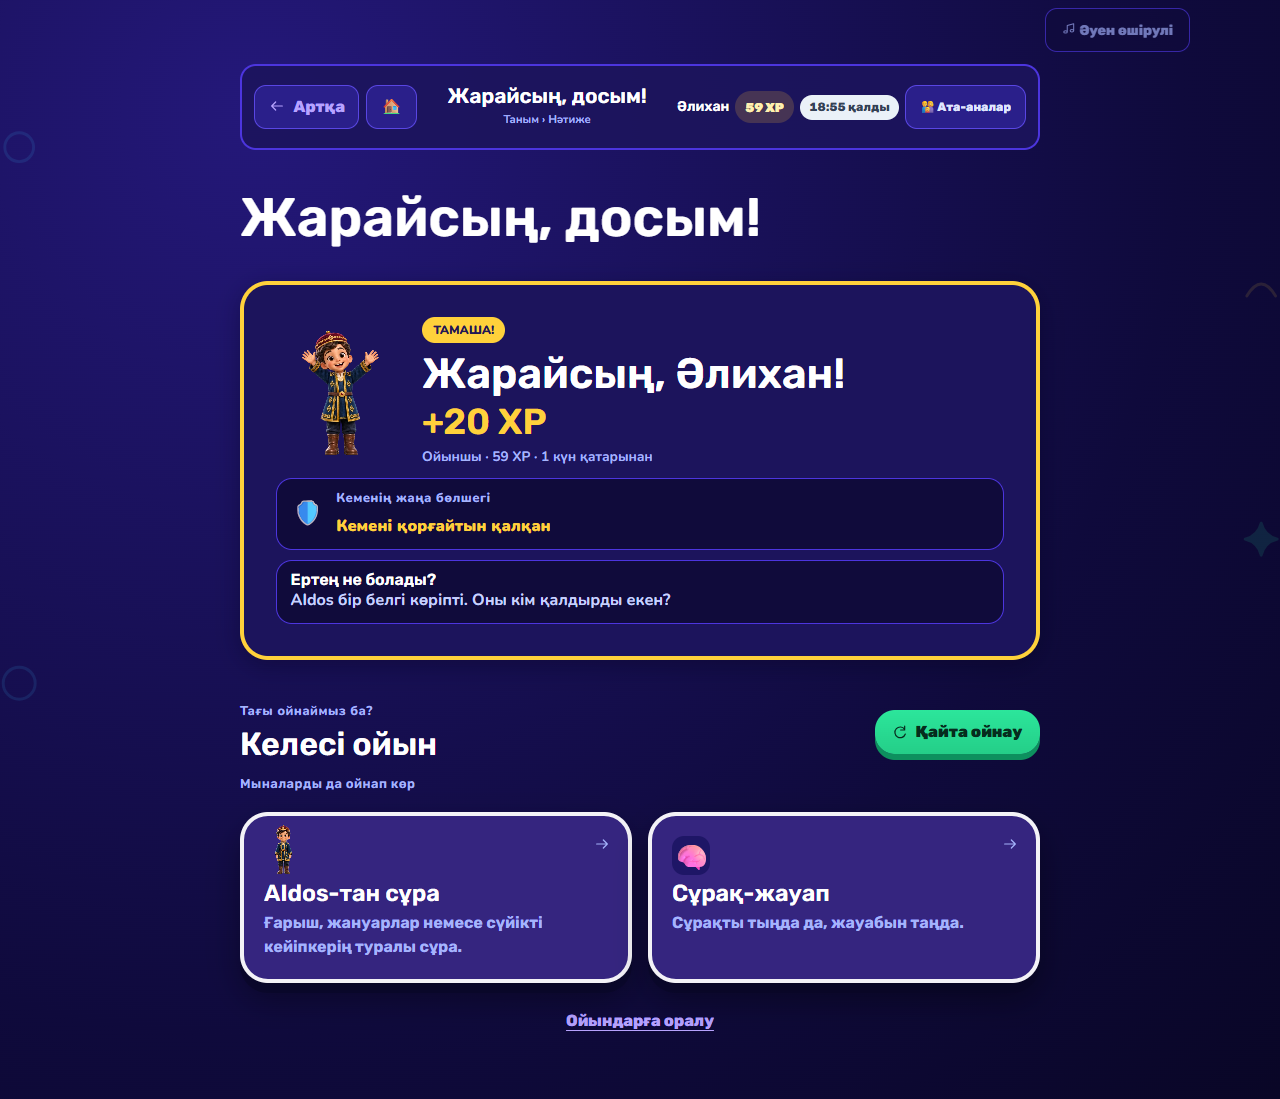 Әуен өшірулі
Артқа
Жарайсың, досым!
Таным › Нәтиже
Әлихан
59 XP
18:55 қалды
Ата-аналар
Жарайсың, досым!
ТАМАША!
Жарайсың, Әлихан!
+20 XP
Ойыншы · 59 XP · 1 күн қатарынан
Кеменің жаңа бөлшегі
Кемені қорғайтын қалқан
Ертең не болады?
Aldos бір белгі көріпті. Оны кім қалдырды екен?
Тағы ойнаймыз ба?
Келесі ойын
Қайта ойнау
Мыналарды да ойнап көр
Aldos-тан сұра
Ғарыш, жануарлар немесе сүйікті
кейіпкерің туралы сұра.
Сұрақ-жауап
Сұрақты тыңда да, жауабын таңда.
Ойындарға оралу